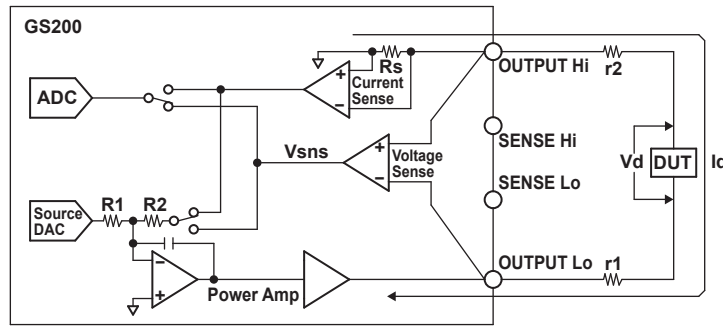 GS200
ADC
Rs
Current
Sense
OUTPUT Hi
r2
Vsns
Voltage
Sense
SENSE Hi
Vd
DUT
Id
SENSE Lo
Source
DAC
R1
R2
Power Amp
OUTPUT Lo
r1
+
−
+
−
−
+